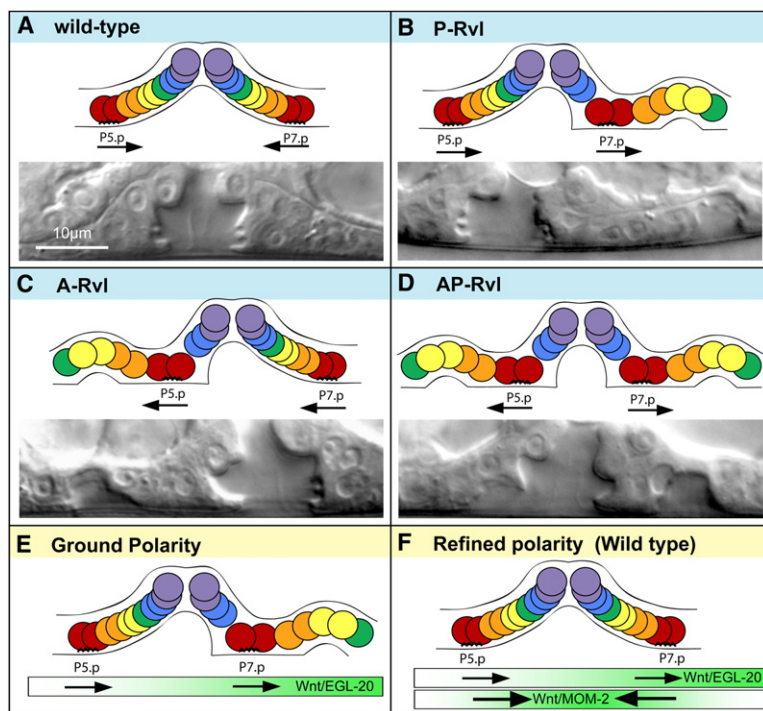 A wild-type
P5.p
P7.p
10µm
B P-Rvl
P5.p
P7.p
C A-Rvl
P5.p
P7.p
D AP-Rvl
P5.p
P7.p
E Ground Polarity
P5.p
P7.p
Wnt/EGL-20
F Refined polarity (Wild type)
P5.p
P7.p
Wnt/EGL-20
Wnt/MOM-2